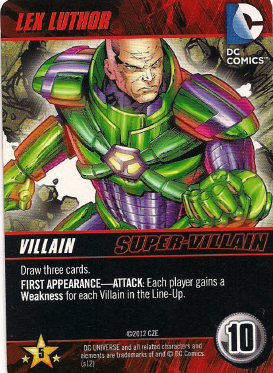 LEX LUTHOR
DC
DC COMICS™
VILLAIN
SUPER-VILLAIN
Draw three cards.
FIRST APPEARANCE—ATTACK: Each player gains a
Weakness for each Villain in the Line-Up.
©2012 CZE
DC UNIVERSE and all related characters and
elements are trademarks of and © DC Comics.
(s12)
5
10